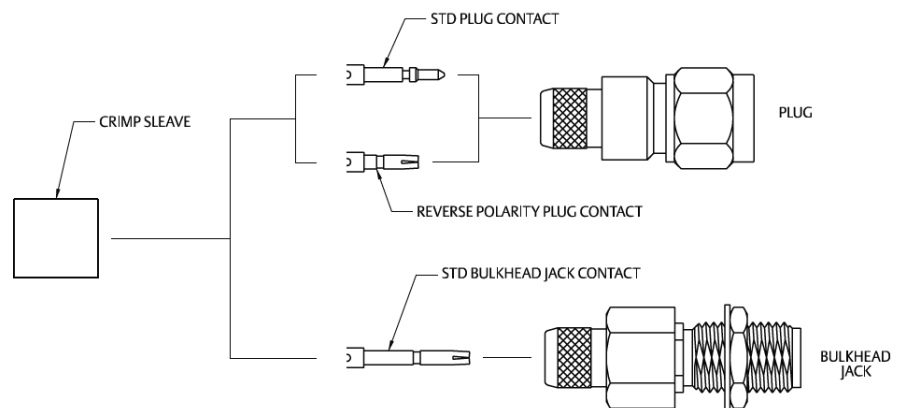 STD PLUG CONTACT
CRIMP SLEAVE
PLUG
REVERSE POLARITY PLUG CONTACT
STD BULKHEAD JACK CONTACT
BULKHEAD
JACK